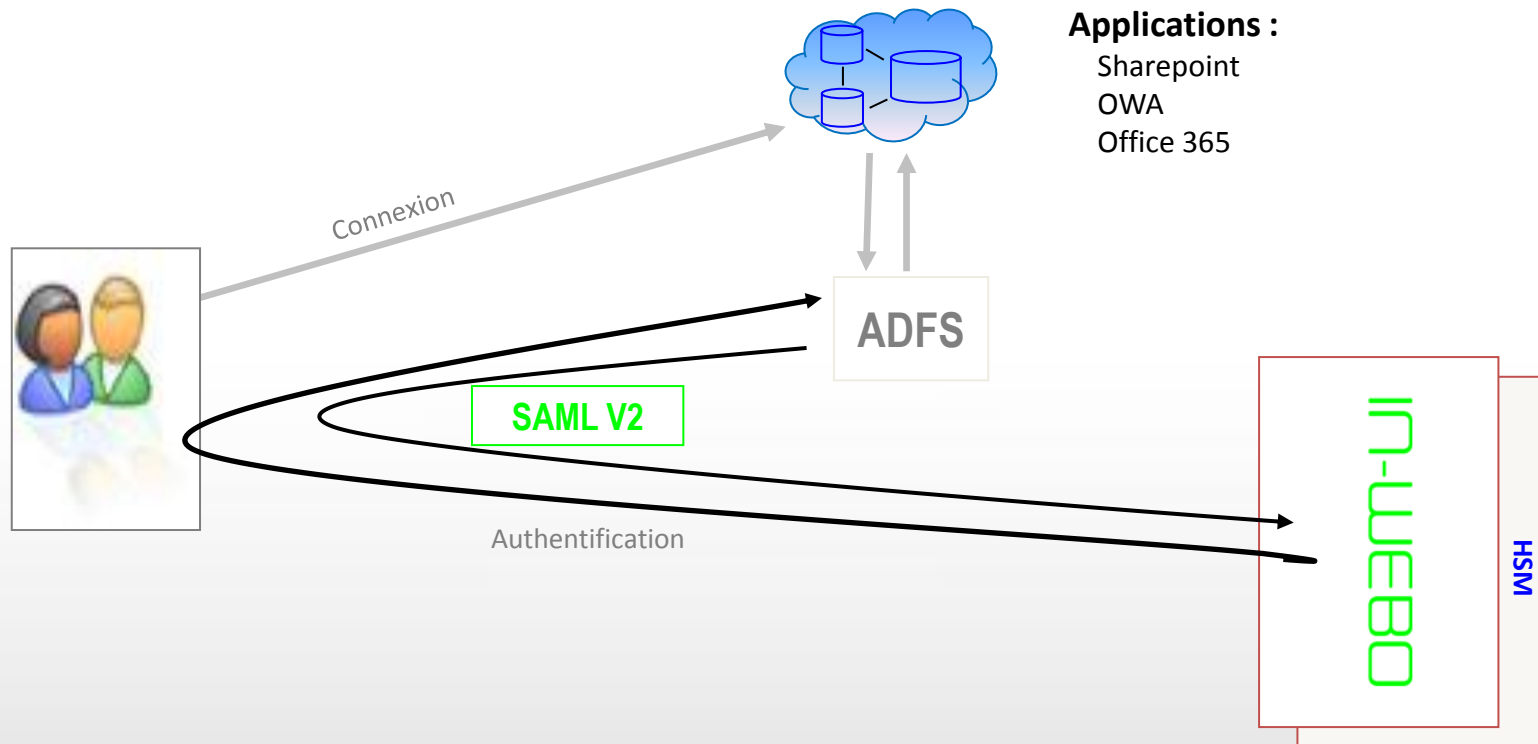 Applications :
Sharepoint
OWA
Office 365
Connexion
ADFS
SAML V2
Authentification
IN-WEBO
HSM